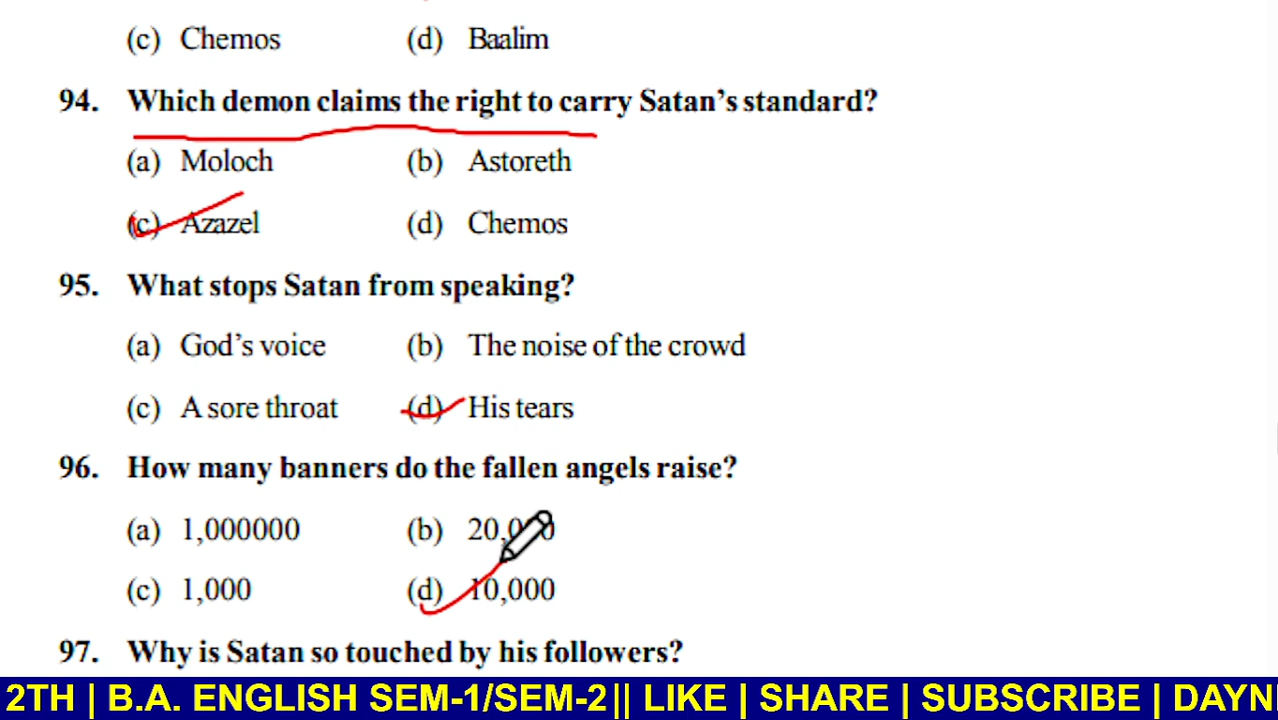 (c) Chemos (d) Baalim
94. Which demon claims the right to carry Satan's standard?
(a) Moloch (b) Astoreth
(c) Azazel (d) Chemos
95. What stops Satan from speaking?
(a) God's voice (b) The noise of the crowd
(c) A sore throat (d) His tears
96. How many banners do the fallen angels raise?
(a) 1,000000 (b) 20,000
(c) 1,000 (d) 10,000
97. Why is Satan so touched by his followers?
2TH | B.A. ENGLISH SEM-1/SEM-2 || LIKE | SHARE | SUBSCRIBE | DAYN